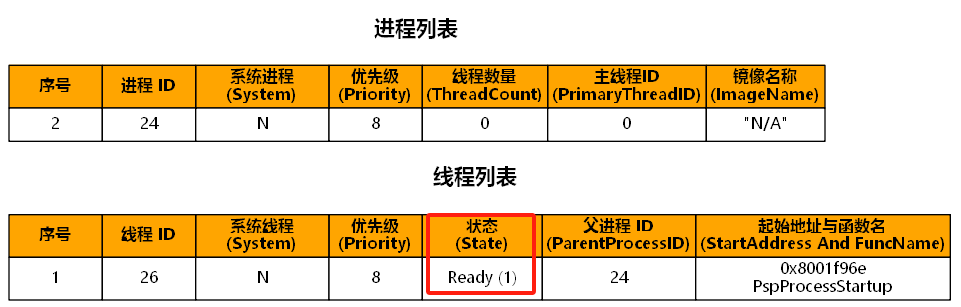 进程列表
序号 进程 ID 系统进程 (System) 优先级 (Priority) 线程数量 (ThreadCount) 主线程ID (PrimaryThreadID) 镜像名称 (ImageName)
2 24 N 8 0 0 "N/A"
线程列表
序号 线程 ID 系统线程 (System) 优先级 (Priority) 状态 (State) 父进程 ID (ParentProcessID) 起始地址与函数名 (StartAddress And FuncName)
1 26 N 8 Ready (1) 24 0x8001f96e PspProcessStartup